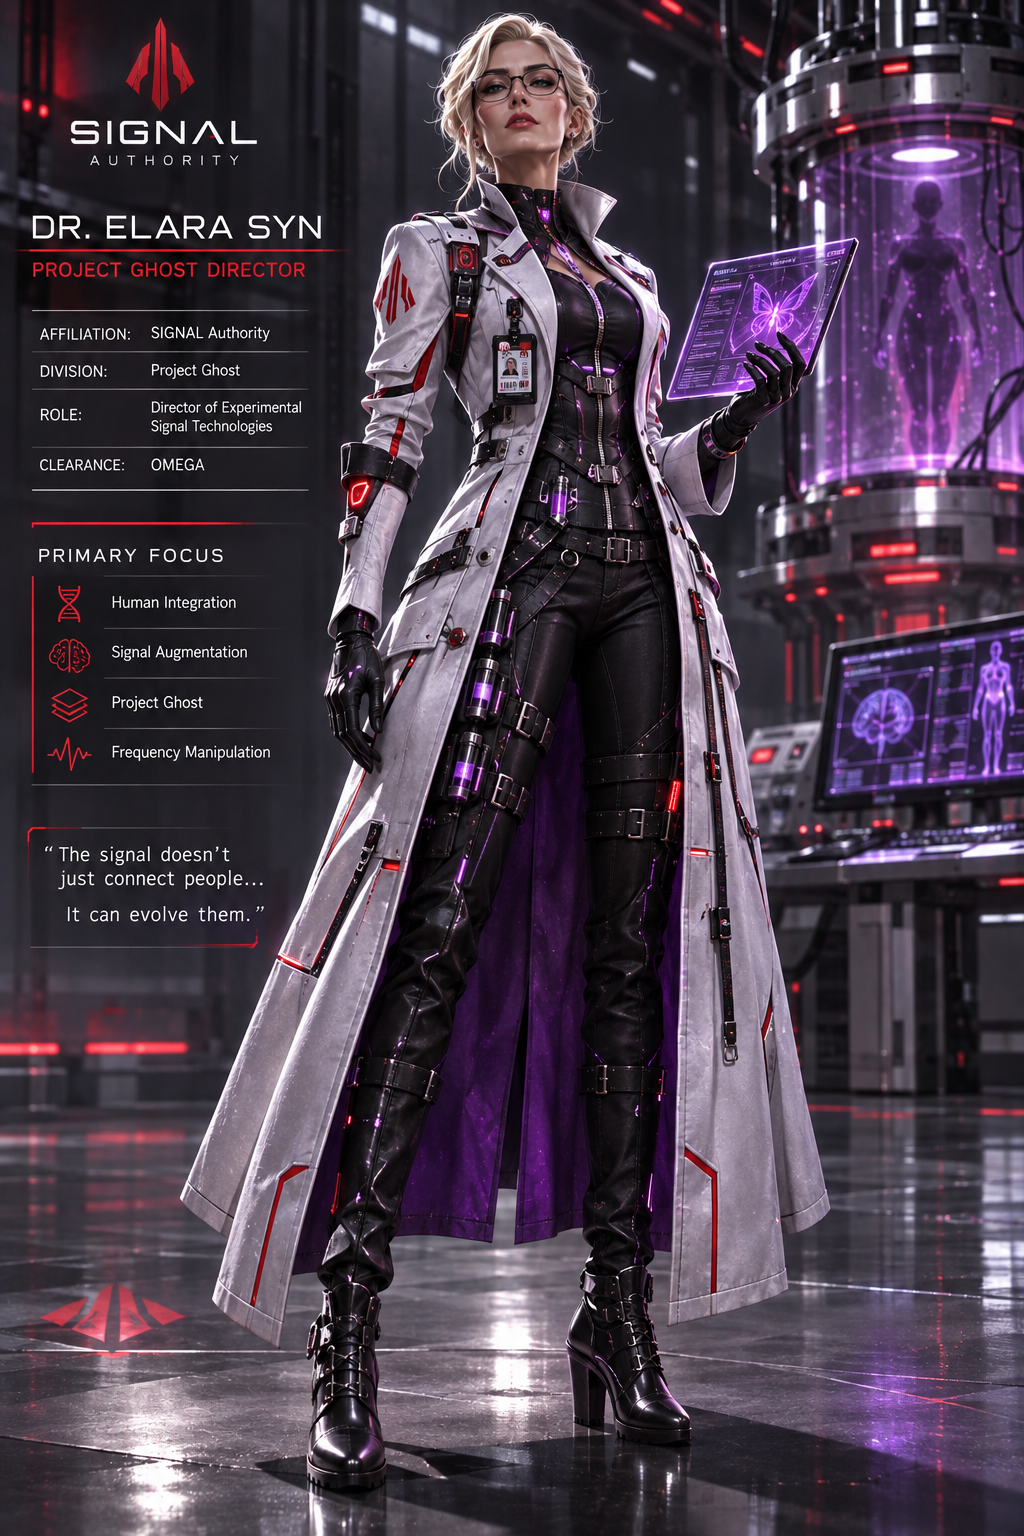 SIGNAL
AUTHORITY
DR. ELARA SYN
PROJECT GHOST DIRECTOR
AFFILIATION: SIGNAL Authority
DIVISION: Project Ghost
ROLE: Director of Experimental
Signal Technologies
CLEARANCE: OMEGA
PRIMARY FOCUS
Human Integration
Signal Augmentation
Project Ghost
Frequency Manipulation
“The signal doesn’t
just connect people...
It can evolve them.”